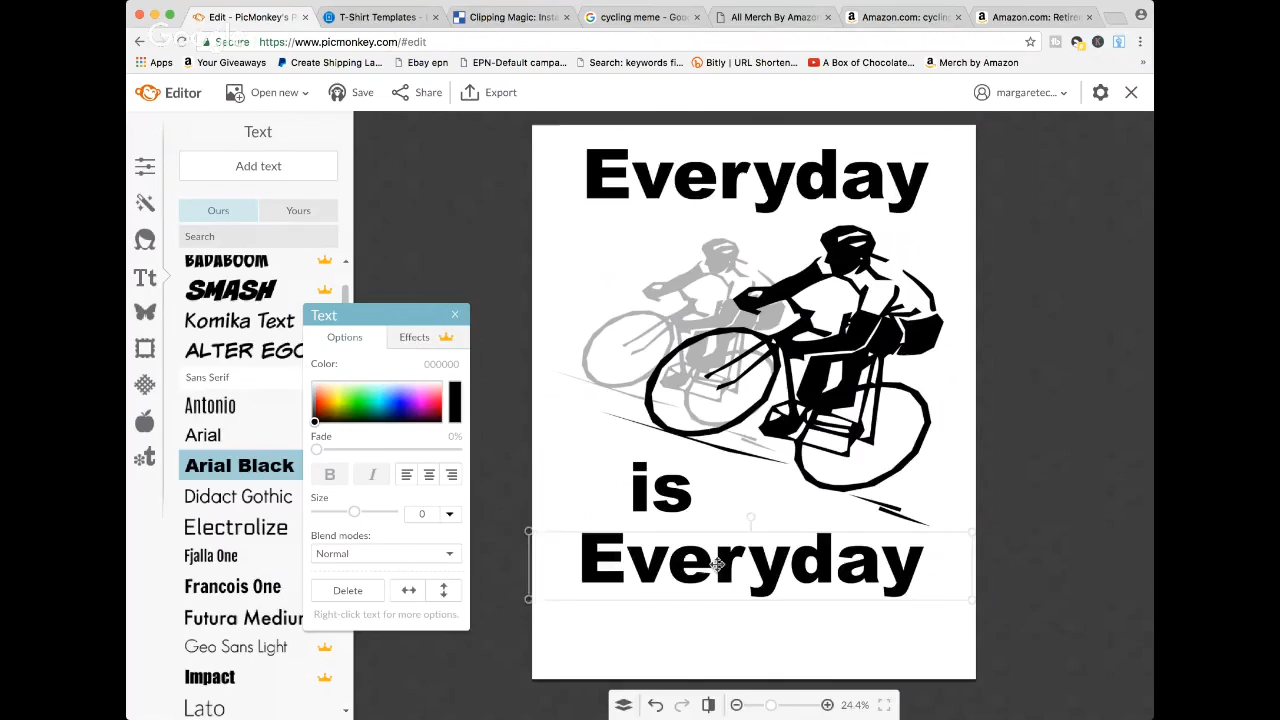 Edit - PicMonkey's P
T-Shirt Templates -
Clipping Magic: Insta
cycling meme - Goo
All Merch By Amazo
Amazon.com: cyclin
Amazon.com: Retirem
Google
Secure
https://www.picmonkey.com/#edit
Apps
Your Giveaways
Create Shipping La...
Ebay epn
EPN-Default campa...
Search: keywords fi...
Bitly | URL Shorten...
A Box of Chocolate...
Merch by Amazon
»
Editor
Open new
Save
Share
Export
margaretec...
Text
Add text
Ours
Yours
Search
BADABOOM
SMASH
Komika Text
ALTER EGO
Sans Serif
Antonio
Arial
Arial Black
Didact Gothic
Electrolize
Fjalla One
Francois One
Futura Medium
Geo Sans Light
Impact
Lato
Text
X
Options
Effects
Color:
000000
Fade
0%
B
I
Size
0
Blend modes:
Normal
Delete
Right-click text for more options.
Everyday
is
Everyday
24.4%